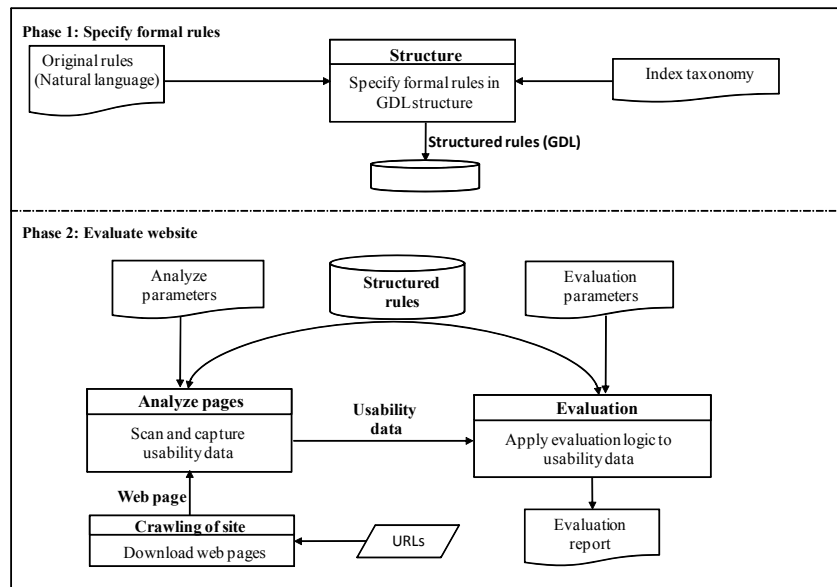 Phase 1: Specify formal rules
Original rules
(Natural language)
Structure
Specify formal rules in
GDL structure
Index taxonomy
Structured rules (GDL)
Phase 2: Evaluate website
Analyze
parameters
Structured
rules
Evaluation
parameters
Analyze pages
Scan and capture
usability data
Usability
data
Evaluation
Apply evaluation logic to
usability data
Web page
Crawling of site
Download web pages
URLs
Evaluation
report